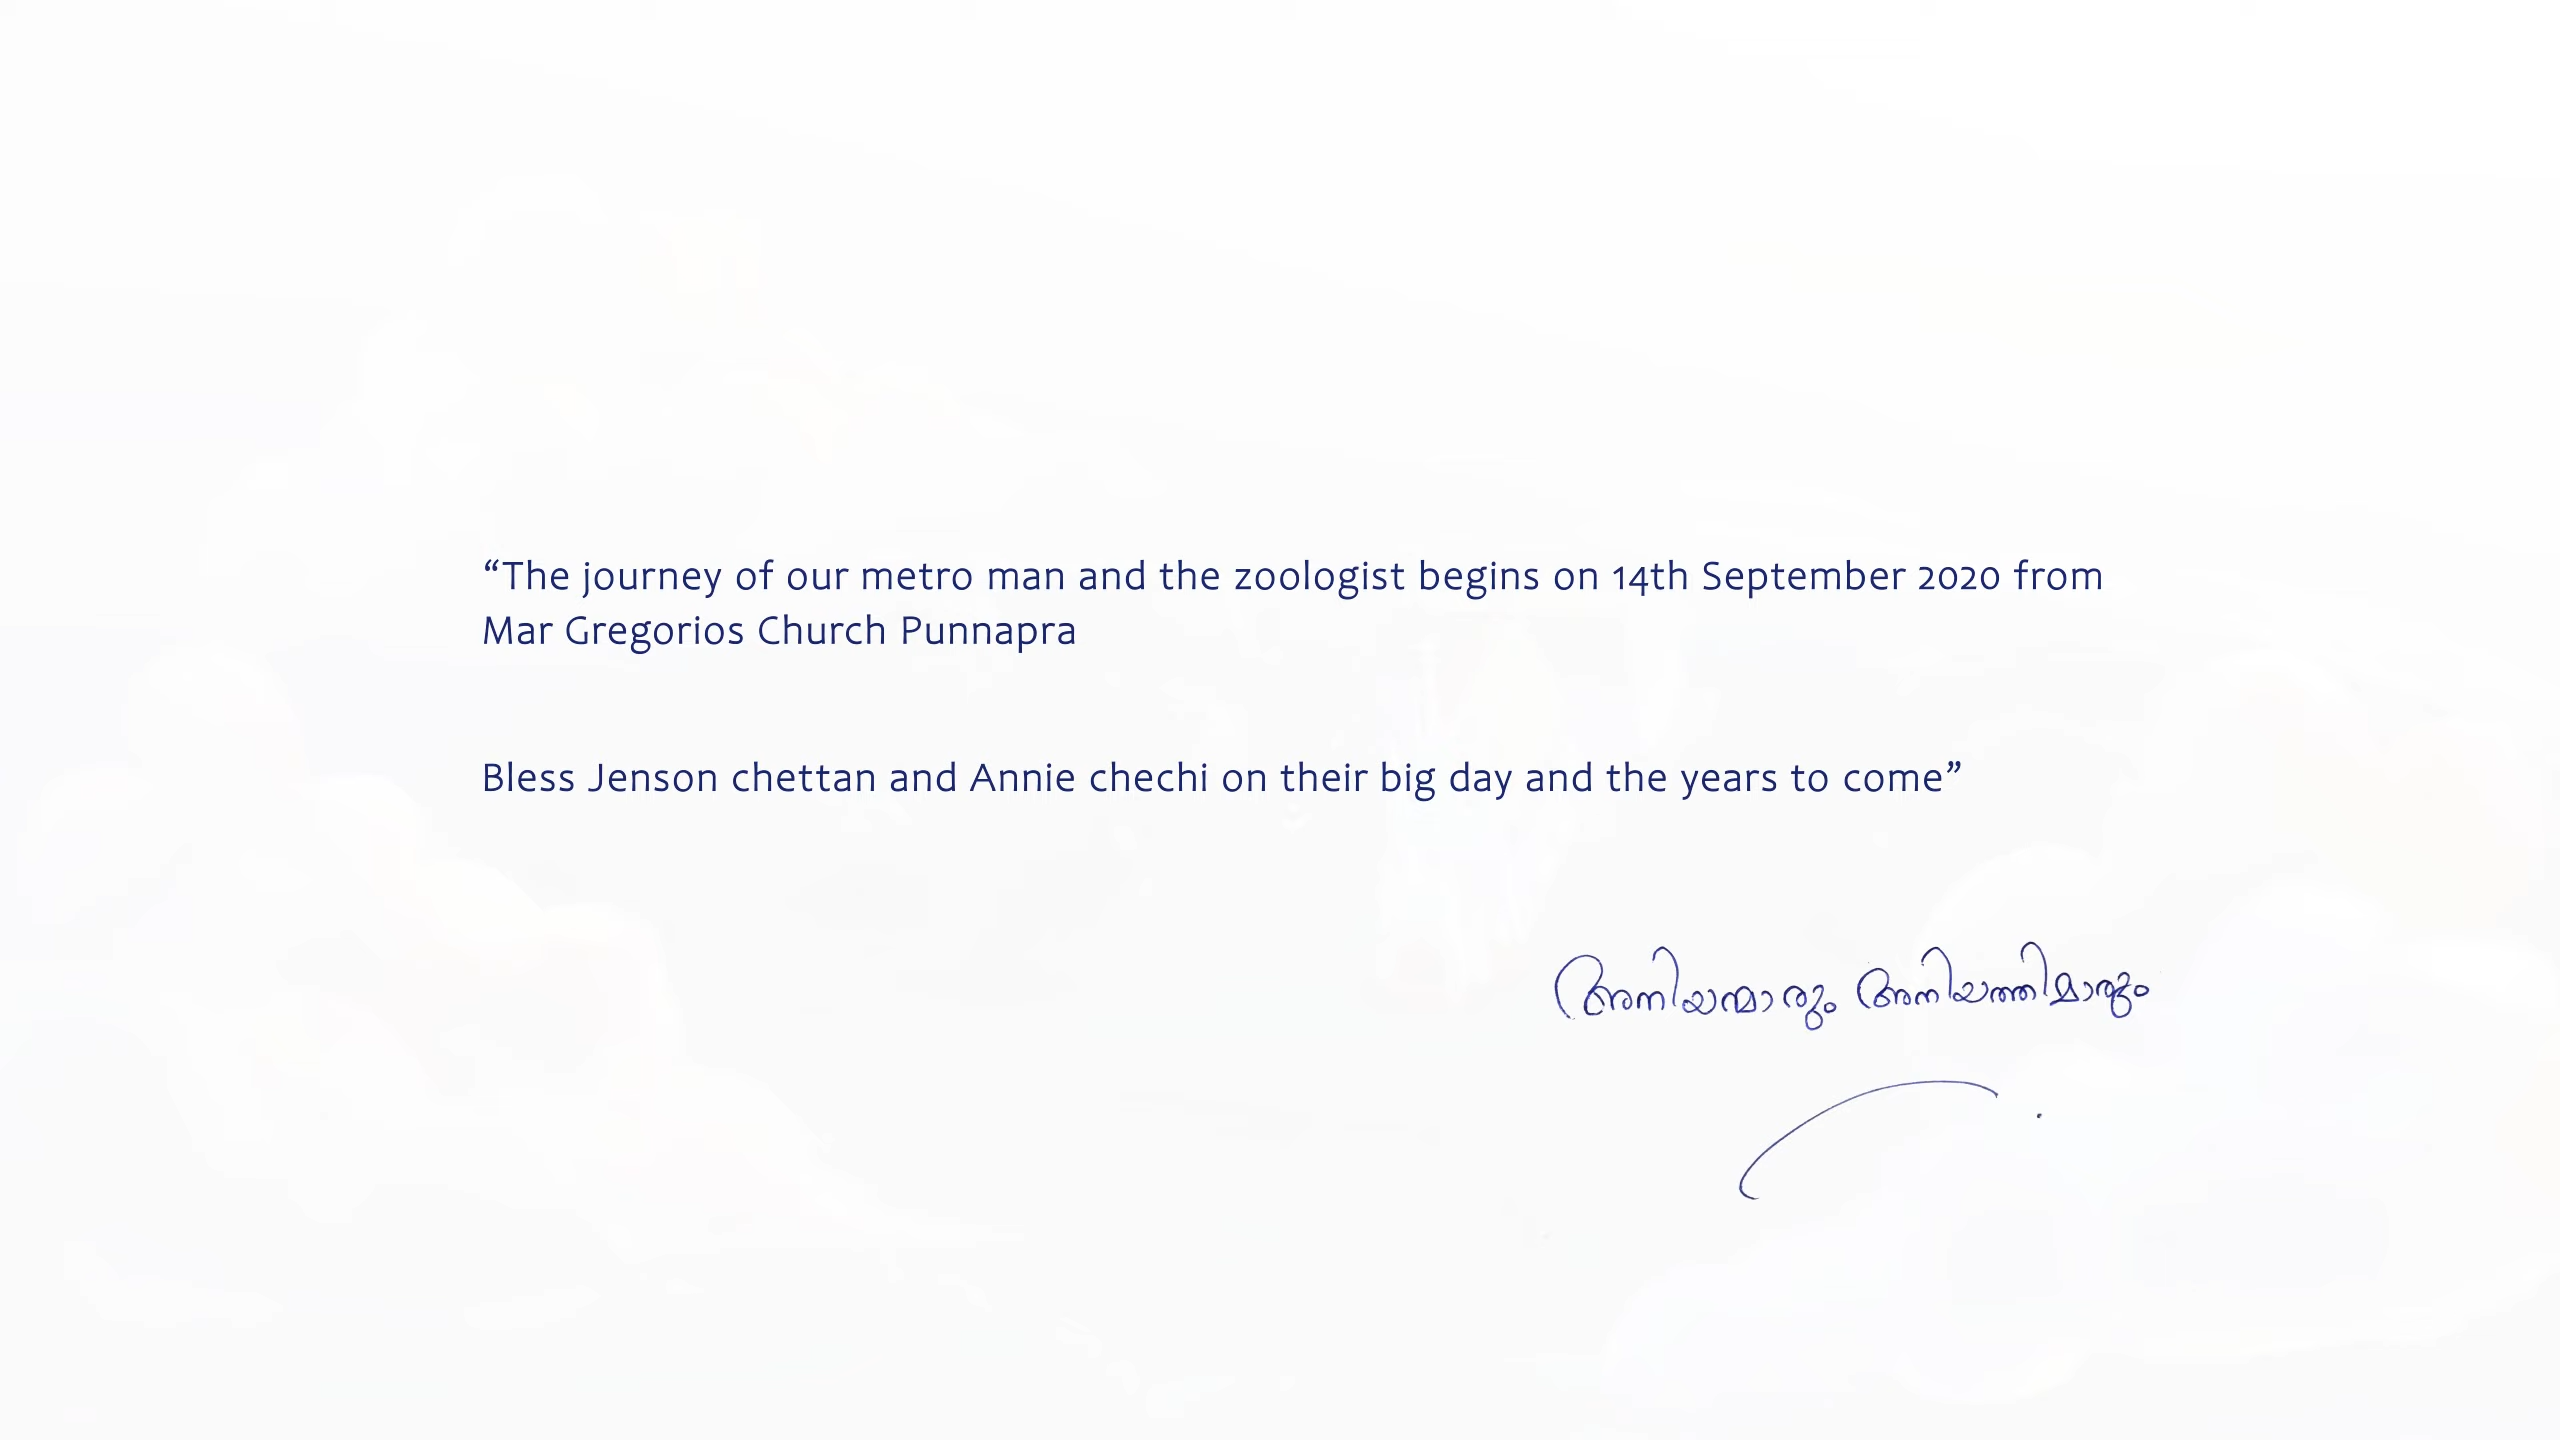 “The journey of our metro man and the zoologist begins on 14th September 2020 from
Mar Gregorios Church Punnapra
Bless Jenson chettan and Annie chechi on their big day and the years to come”
അനിയന്മാരും അനിയത്തിമാരും